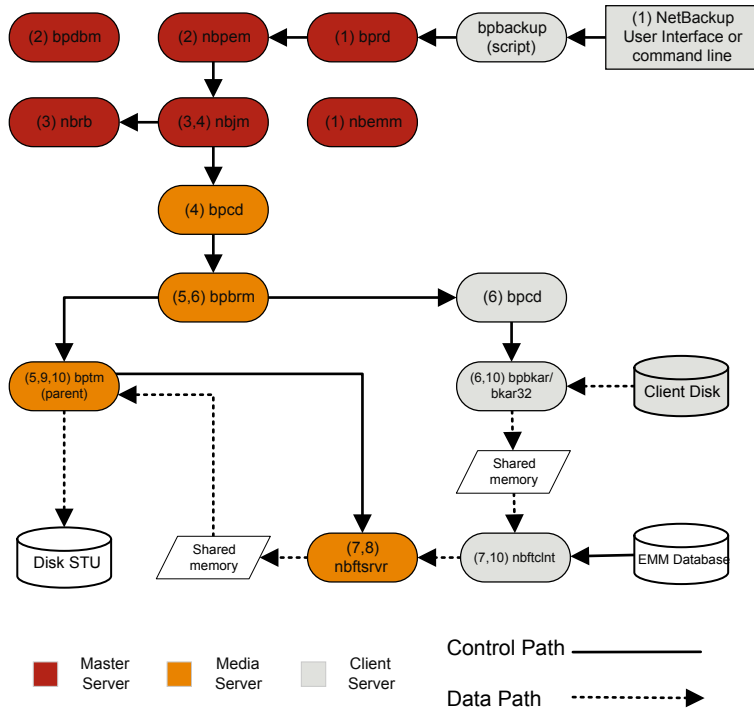 (2) bpdbm
(2) nbpem
(1) bprd
bpbackup
(script)
(1) NetBackup
User Interface or
command line
(3) nbrb
(3,4) nbjm
(1) nbemm
(4) bpcd
(5,6) bpbrm
(6) bpcd
(5,9,10) bptm
(parent)
(6,10) bpbkar/
bkar32
Client Disk
Shared
memory
Disk STU
Shared
memory
(7,8)
nbftsrvr
(7,10) nbftclnt
EMM Database
Master
Server
Media
Server
Client
Server
Control Path
Data Path